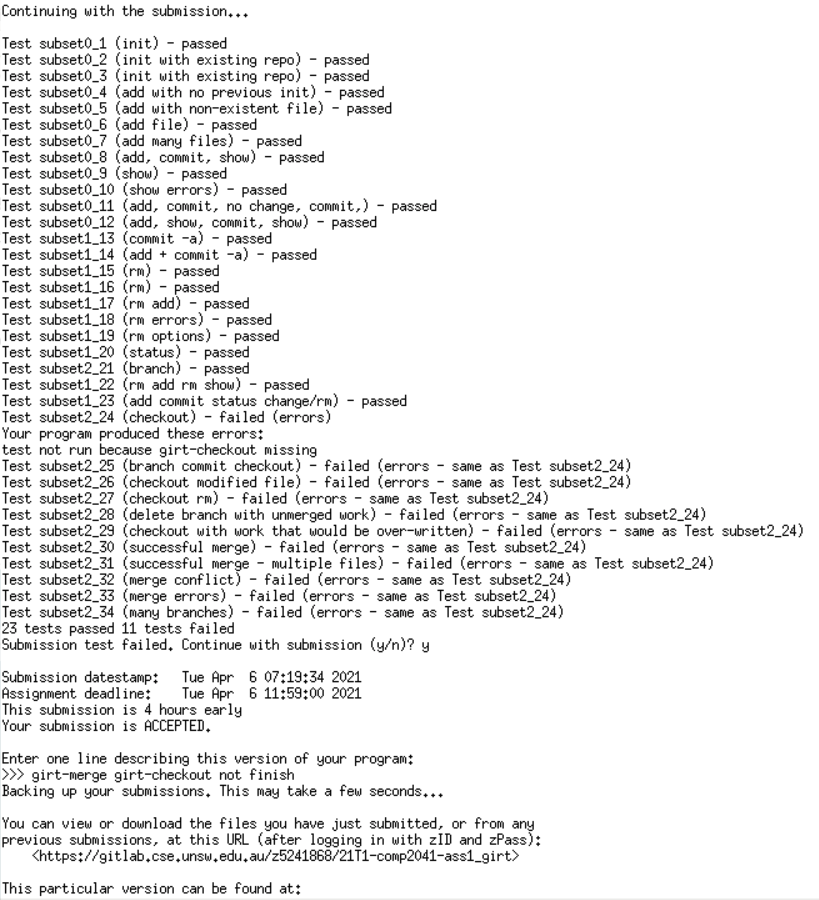 Continuing with the submission...
Test subset0_1 (init) - passed
Test subset0_2 (init with existing repo) - passed
Test subset0_3 (init with existing repo) - passed
Test subset0_4 (add with no previous init) - passed
Test subset0_5 (add with non-existent file) - passed
Test subset0_6 (add file) - passed
Test subset0_7 (add many files) - passed
Test subset0_8 (add, commit, show) - passed
Test subset0_9 (show) - passed
Test subset0_10 (show errors) - passed
Test subset0_11 (add, commit, no change, commit,) - passed
Test subset0_12 (add, show, commit, show) - passed
Test subset1_13 (commit -a) - passed
Test subset1_14 (add + commit -a) - passed
Test subset1_15 (rm) - passed
Test subset1_16 (rm) - passed
Test subset1_17 (rm add) - passed
Test subset1_18 (rm errors) - passed
Test subset1_19 (rm options) - passed
Test subset1_20 (status) - passed
Test subset2_21 (branch) - passed
Test subset1_22 (rm add rm show) - passed
Test subset1_23 (add commit status change/rm) - passed
Test subset2_24 (checkout) - failed (errors)
Your program produced these errors:
test not run because girt-checkout missing
Test subset2_25 (branch commit checkout) - failed (errors - same as Test subset2_24)
Test subset2_26 (checkout modified file) - failed (errors - same as Test subset2_24)
Test subset2_27 (checkout rm) - failed (errors - same as Test subset2_24)
Test subset2_28 (delete branch with unmerged work) - failed (errors - same as Test subset2_24)
Test subset2_29 (checkout with work that would be over-written) - failed (errors - same as Test subset2_24)
Test subset2_30 (successful merge) - failed (errors - same as Test subset2_24)
Test subset2_31 (successful merge - multiple files) - failed (errors - same as Test subset2_24)
Test subset2_32 (merge conflict) - failed (errors - same as Test subset2_24)
Test subset2_33 (merge errors) - failed (errors - same as Test subset2_24)
Test subset2_34 (many branches) - failed (errors - same as Test subset2_24)
23 tests passed 11 tests failed
Submission test failed. Continue with submission (y/n)? y
Submission datestamp:   Tue Apr  6 07:19:34 2021
Assignment deadline:    Tue Apr  6 11:59:00 2021
This submission is 4 hours early
Your submission is ACCEPTED.
Enter one line describing this version of your program:
>>> girt-merge girt-checkout not finish
Backing up your submissions. This may take a few seconds...
You can view or download the files you have just submitted, or from any
previous submissions, at this URL (after logging in with zID and zPass):
<https://gitlab.cse.unsw.edu.au/z5241868/21T1-comp2041-ass1_girt>
This particular version can be found at: